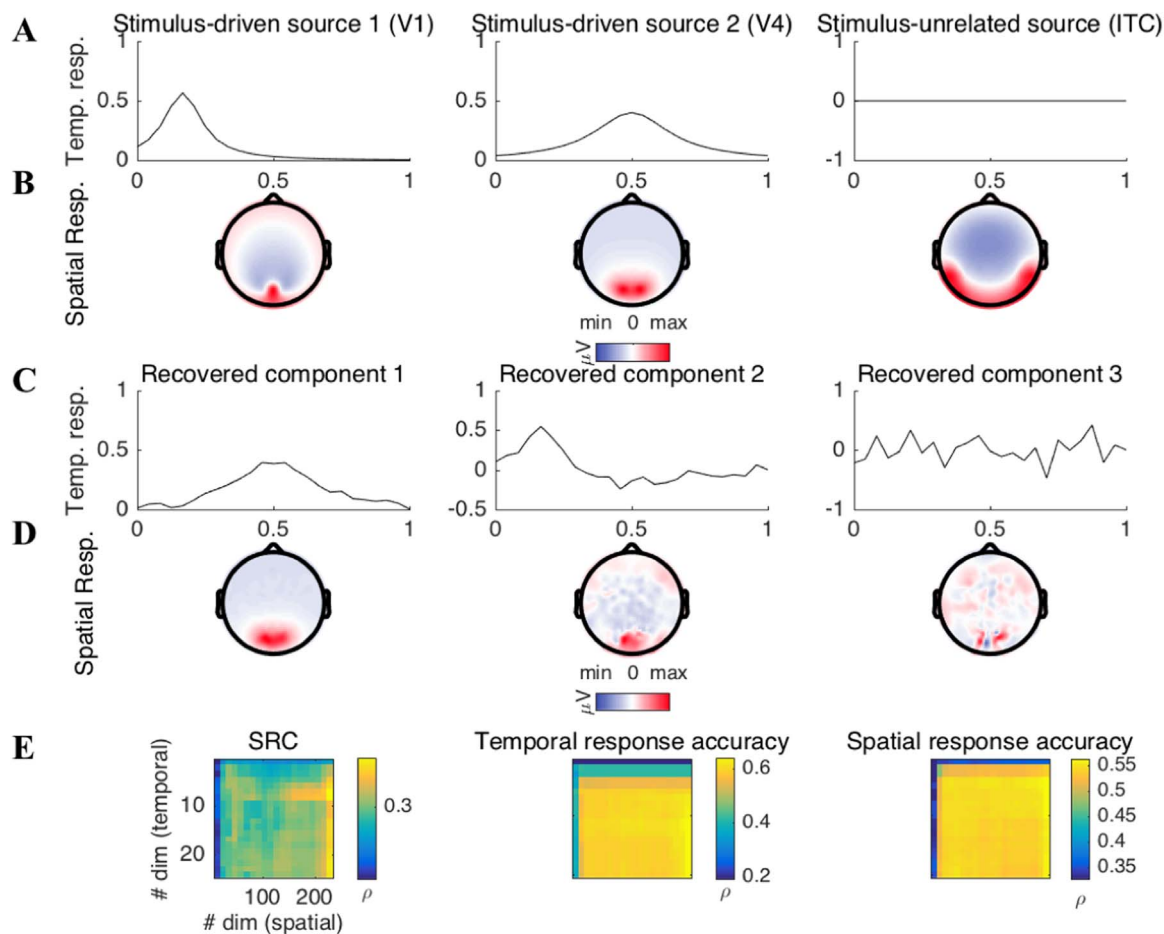 A
Stimulus-driven source 1 (V1) Stimulus-driven source 2 (V4) Stimulus-unrelated source (ITC)
Temp. resp.
1 1 1
0.5 0.5 0
0 0 -1
0 0.5 1 0 0.5 1 0 0.5 1
B
Spatial Resp.
min 0 max
μV
C
Recovered component 1 Recovered component 2 Recovered component 3
Temp. resp.
1 1 1
0.5 0.5 0
0 0 -1
-0.5
0 0.5 1 0 0.5 1 0 0.5 1
D
Spatial Resp.
min 0 max
μV
E
SRC Temporal response accuracy Spatial response accuracy
# dim (temporal)
10
20
100 200
# dim (spatial)
0.3
ρ
0.6
0.4
0.2
ρ
0.55
0.5
0.45
0.4
0.35
ρ